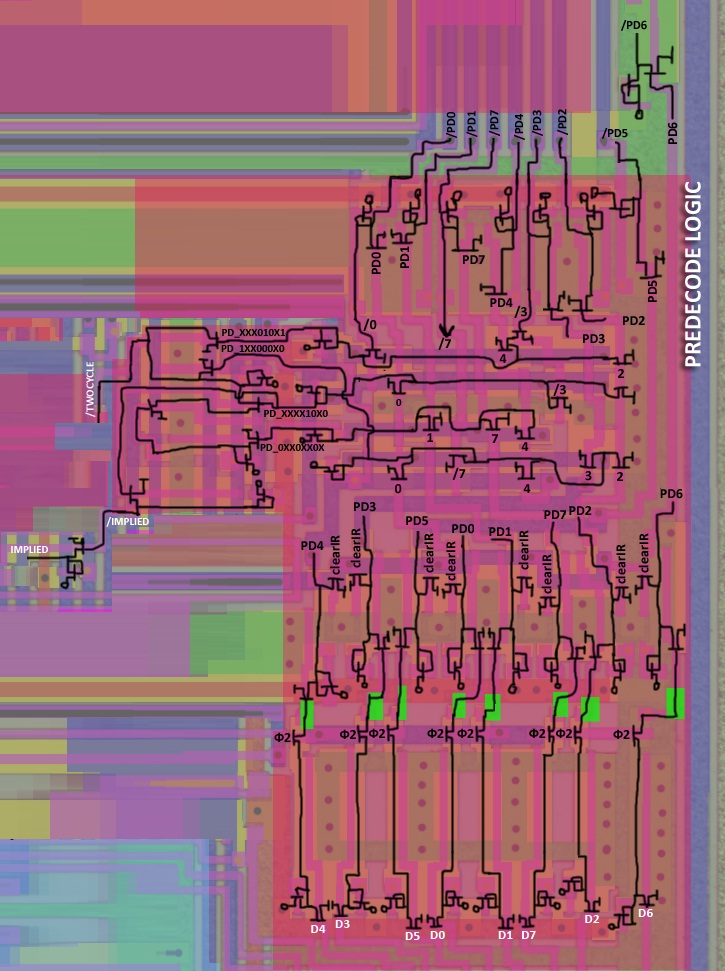 /PD6
/PD0
/PD1
/PD7
/PD4
/PD3
/PD2
/PD5
PD6
PREDECODE LOGIC
PD0
PD1
PD7
PD5
PD4
/0
/7
/3
PD2
PD3
PD_XXX010X1
PD_1XX000X0
4
2
/TWOCYCLE
0
/3
PD_XXXX10X0
1
7
4
PD_0XX0XX0X
0
/7
4
3
2
/IMPLIED
IMPLIED
PD4
clearIR
PD3
clearIR
PD5
clearIR
clearIR
PD0
PD1
clearIR
PD7
clearIR
PD2
clearIR
clearIR
PD6
Φ2
Φ2
Φ2
Φ2
Φ2
Φ2
Φ2
Φ2
D4
D3
D5
D0
D1
D7
D2
D6